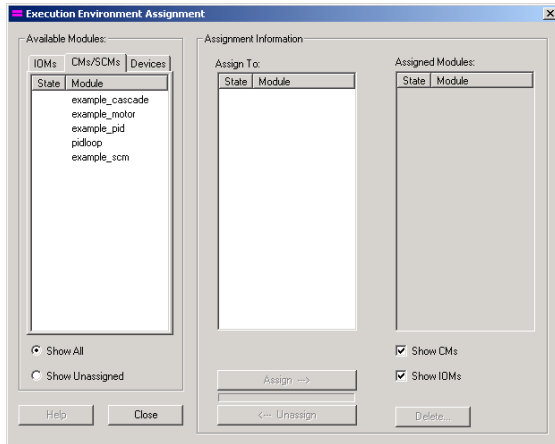 Execution Environment Assignment
Available Modules:
IOMs CMs/SCMs Devices
State Module
example_cascade
example_motor
example_pid
pidloop
example_scm
Show All
Show Unassigned
Help Close
Assignment Information
Assign To:
State Module
Assign --->
<--- Unassign
Assigned Modules:
State Module
Show CMs
Show IOMs
Delete...